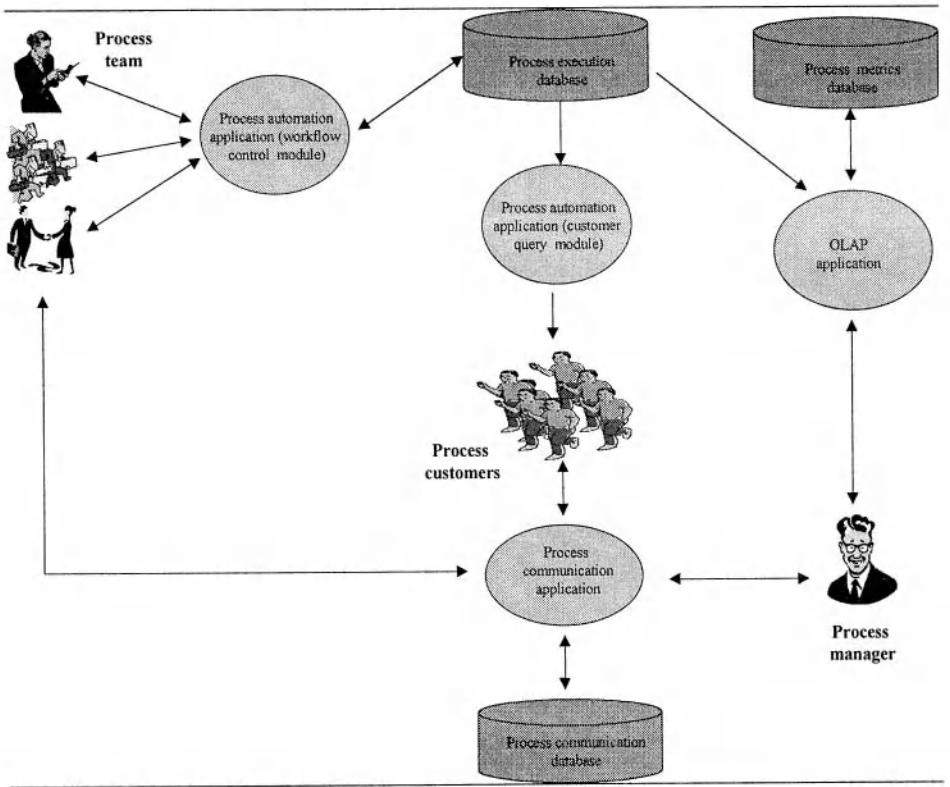 Process
team
Process execution
database
Process metrics
database
Process automation
application (workflow
control module)
Process automation
application (customer
query module)
OLAP
application
Process
customers
Process
communication
application
Process
manager
Process communication
database